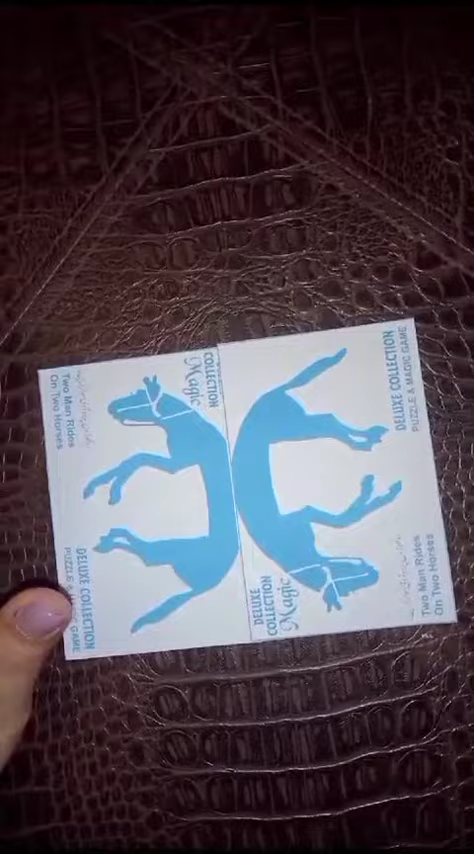 DELUXE COLLECTION
PUZZLE & MAGIC GAME
COLLECTION
Magic
Two Man Rides
On Two Horses
DELUXE COLLECTION
PUZZLE & MAGIC GAME
DELUXE
COLLECTION
Magic
Two Man Rides
On Two Horses